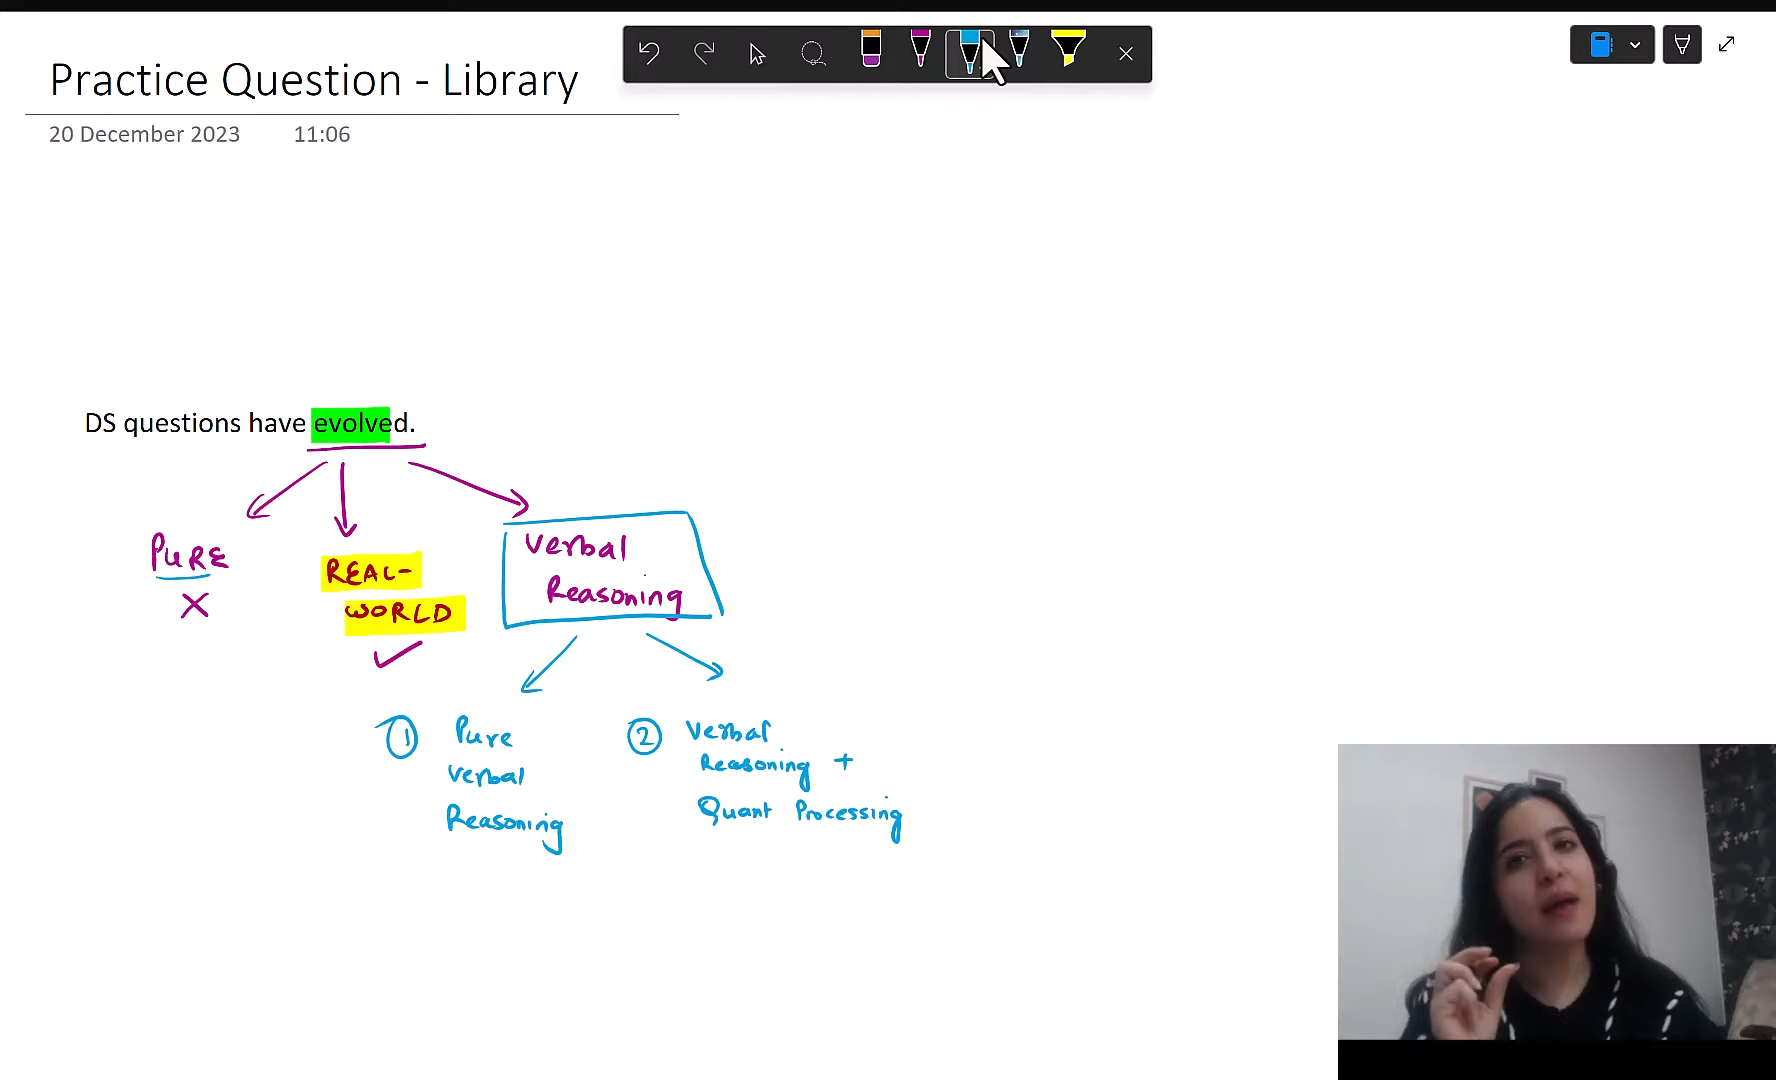 Practice Question - Library
20 December 2023 11:06
DS questions have evolved.
PURE
REAL-
WORLD
Verbal
Reasoning
1 Pure
Verbal
Reasoning
2 Verbal
Reasoning +
Quant Processing